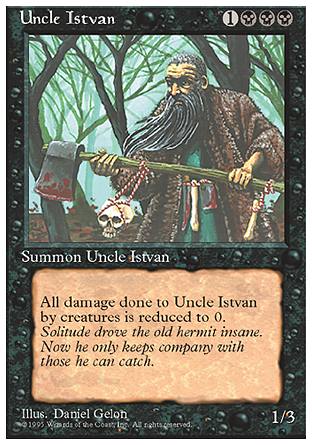 Uncle Istvan 1
Summon Uncle Istvan
All damage done to Uncle Istvan
by creatures is reduced to 0.
Solitude drove the old hermit insane.
Now he only keeps company with
those he can catch.
Illus. Daniel Gelon
©1995 Wizards of the Coast, Inc. All rights reserved.
1/3